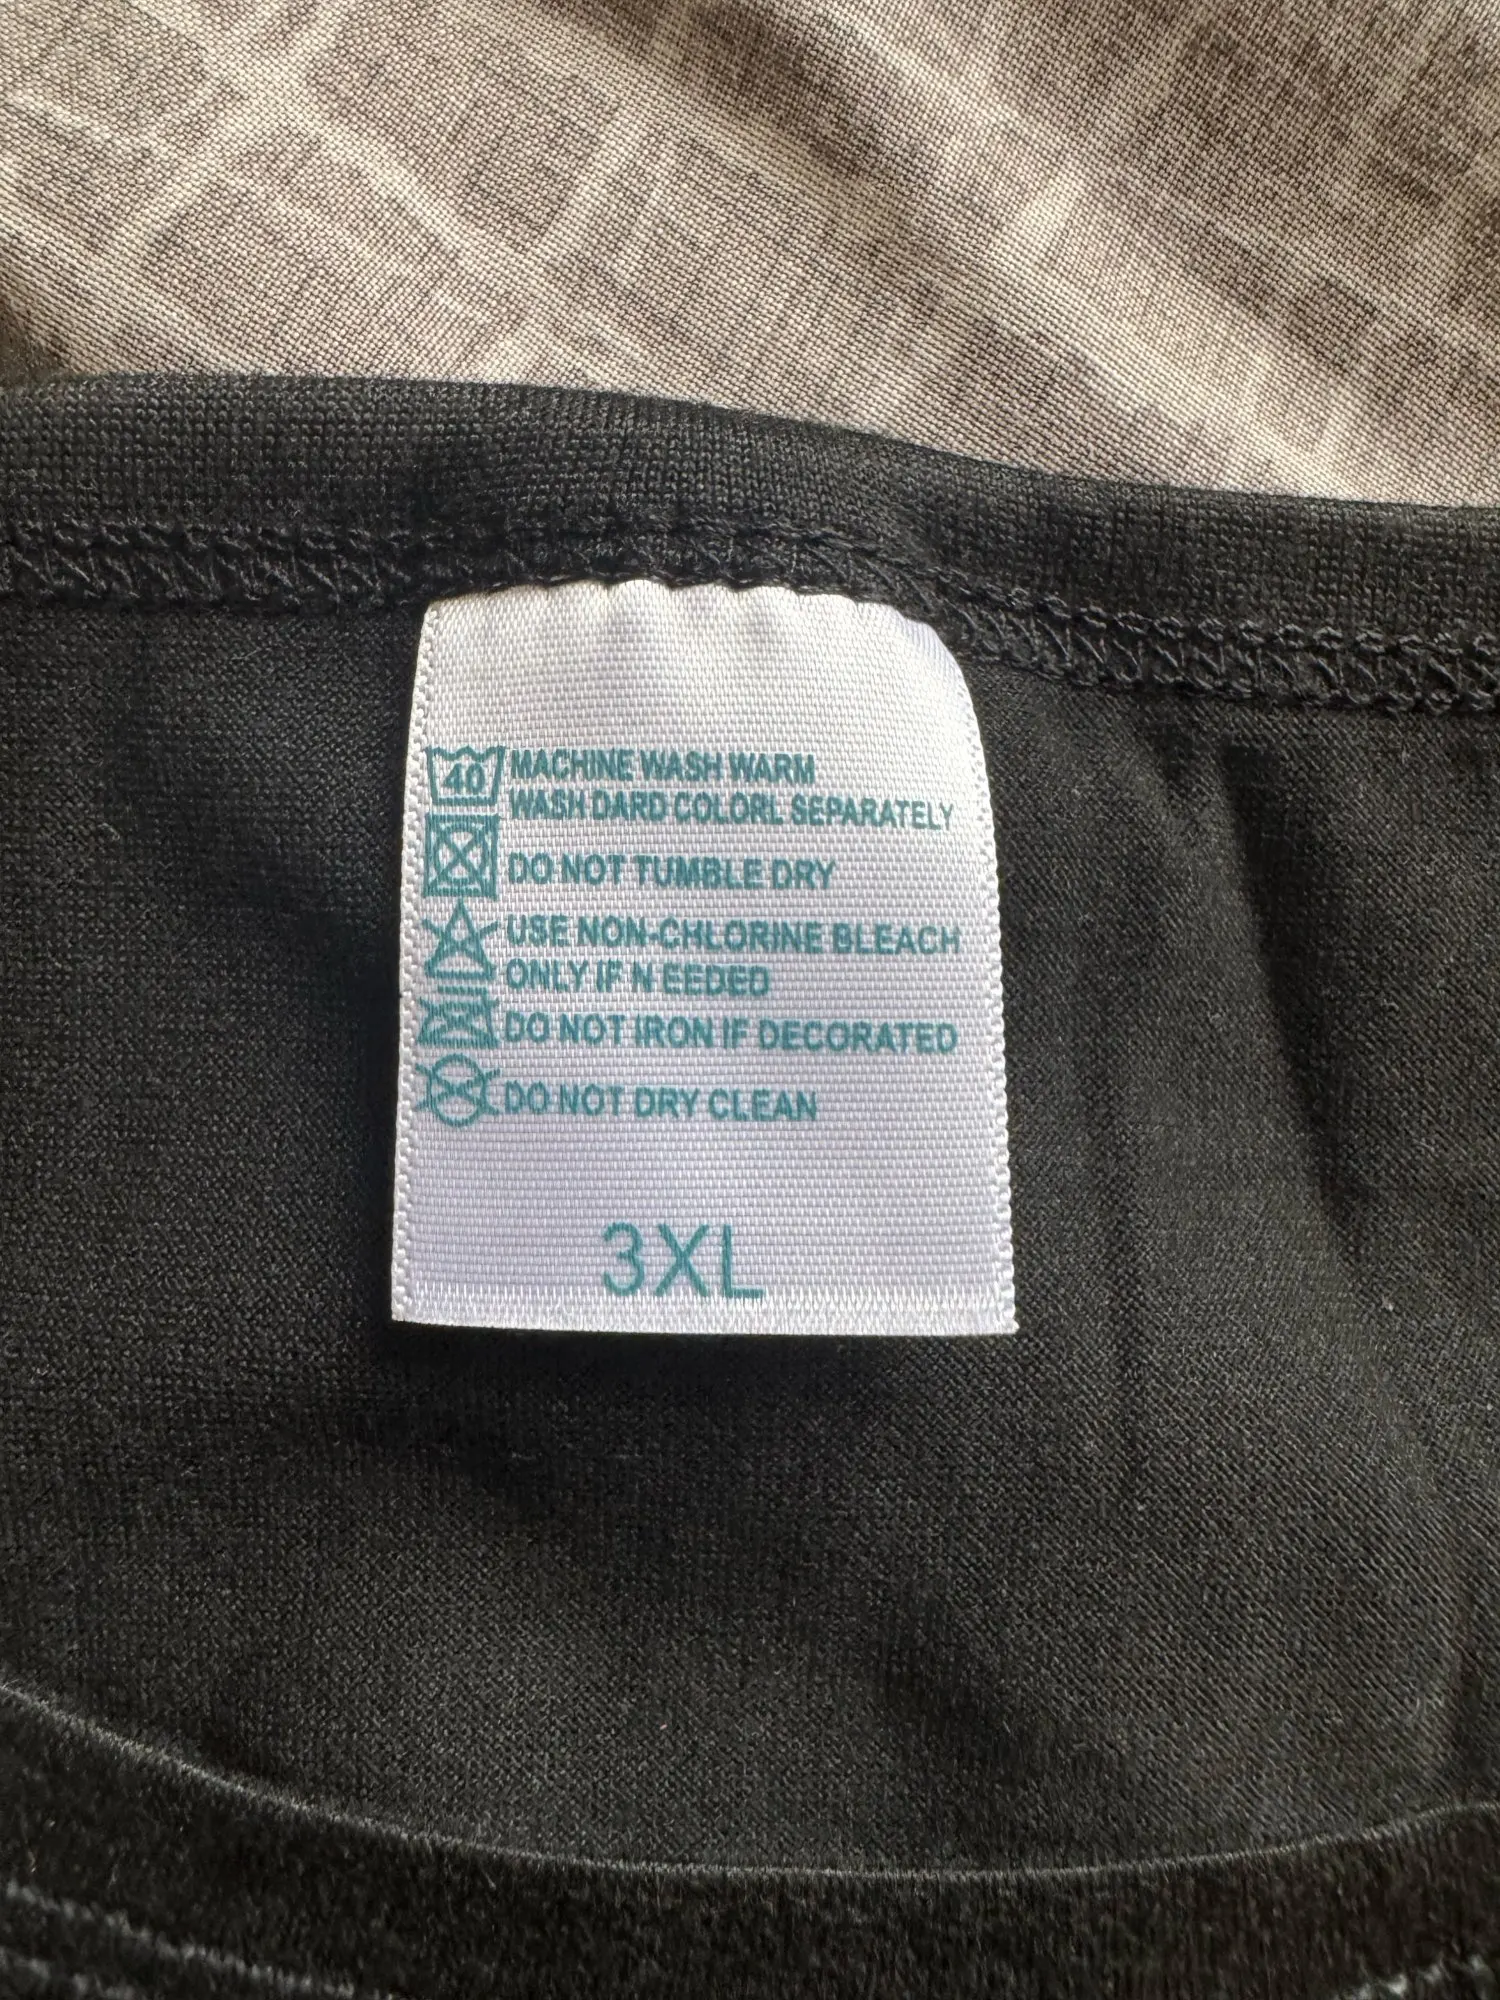 40 MACHINE WASH WARM
WASH DARD COLORL SEPARATELY
DO NOT TUMBLE DRY
USE NON-CHLORINE BLEACH
ONLY IF N EEDED
DO NOT IRON IF DECORATED
DO NOT DRY CLEAN
3XL